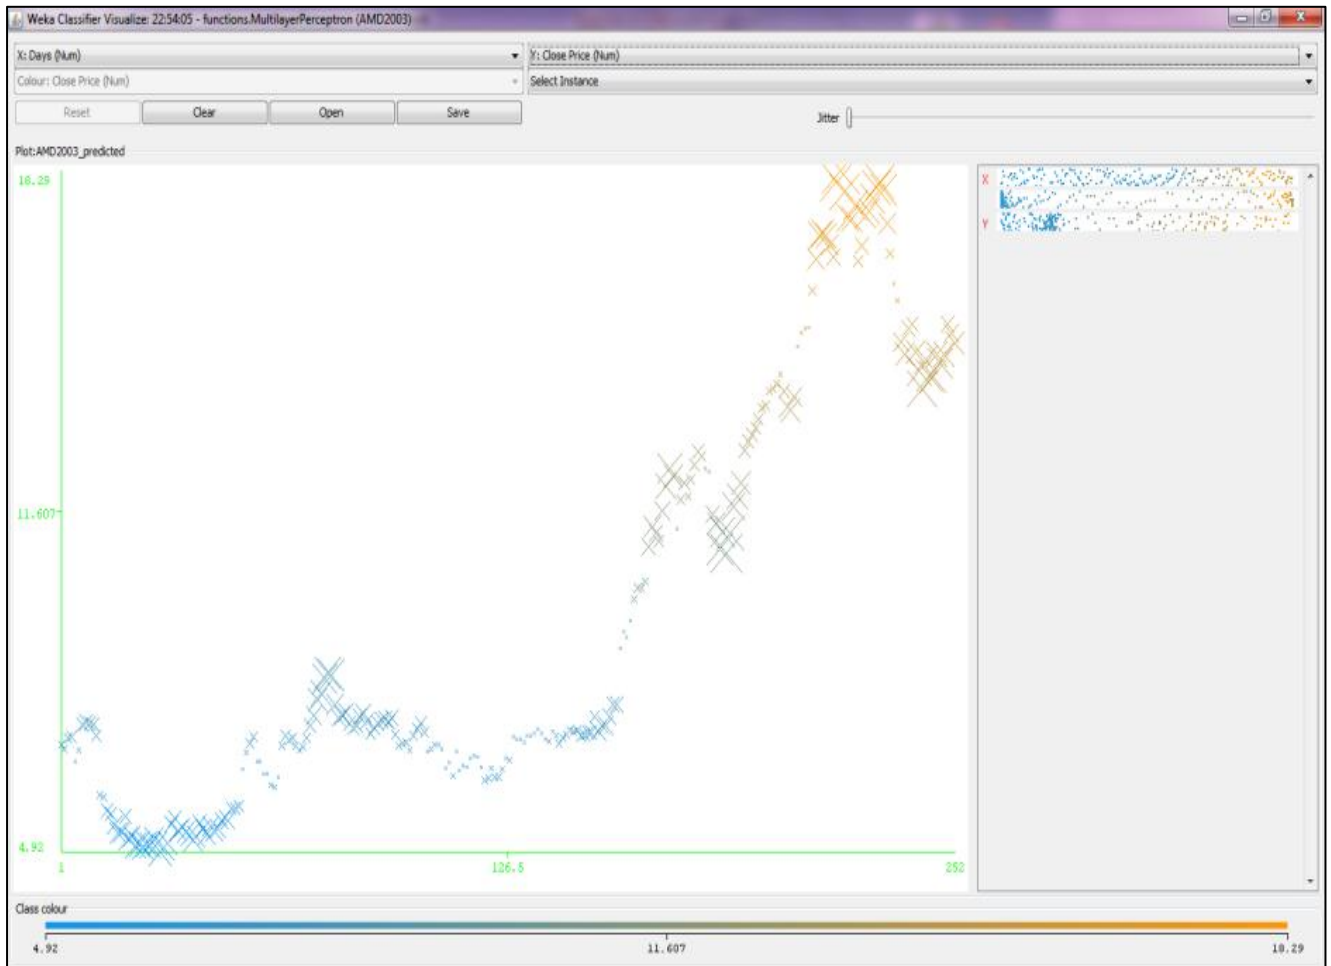 Weka Classifier Visualize: 22:54:05 - functions.MultilayerPerceptron (AMD2003)
X: Days (Num) Y: Close Price (Num)
Colour: Close Price (Num) Select Instance
Reset Clear Open Save Jitter
Plot:AMD2003_predicted
18.29
11.607
4.92
1 126.5 252
X
Y
Class colour
4.92 11.607 18.29